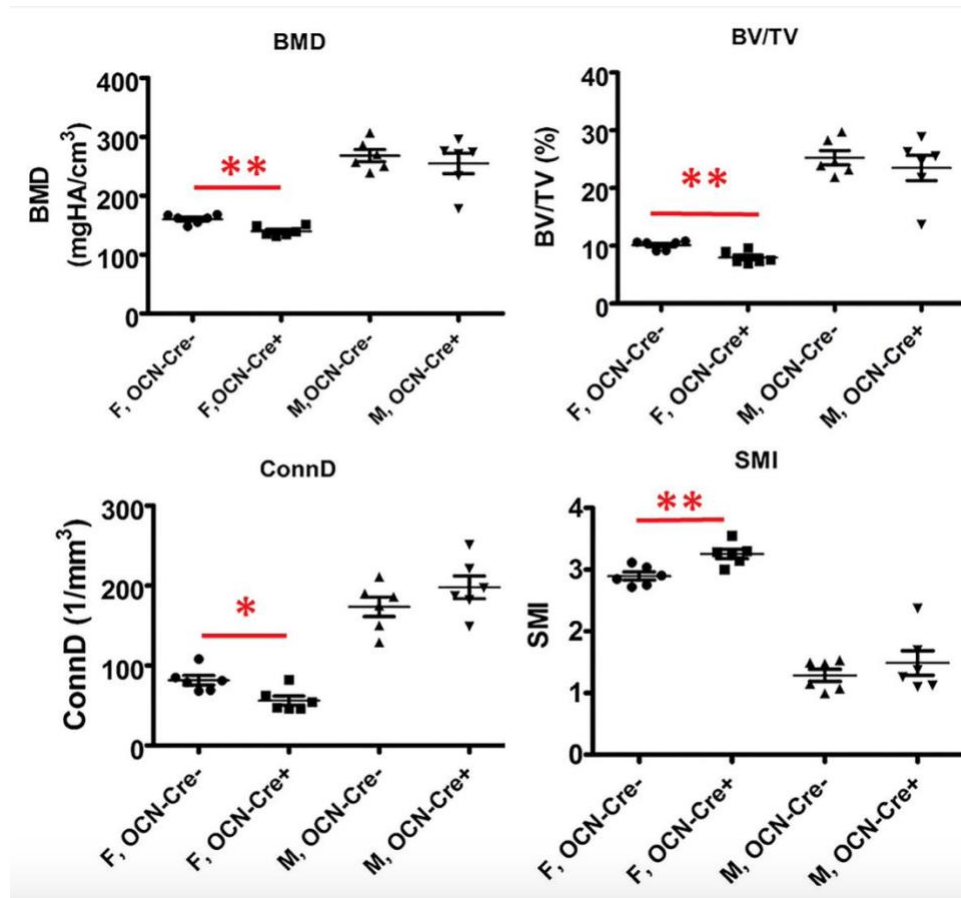 BMD
BMD
(mgHA/cm³)
400
300
200
100
0
**
F, OCN-Cre-
F,OCN-Cre+
M,OCN-Cre-
M, OCN-Cre+
BV/TV
BV/TV (%)
40
30
20
10
0
**
F, OCN-Cre-
F, OCN-Cre+
M, OCN-Cre-
M, OCN-Cre+
ConnD
ConnD (1/mm³)
300
200
100
0
*
F, OCN-Cre-
F, OCN-Cre+
M, OCN-Cre-
M, OCN-Cre+
SMI
SMI
4
3
2
1
0
**
F, OCN-Cre-
F, OCN-Cre+
M, OCN-Cre-
M, OCN-Cre+